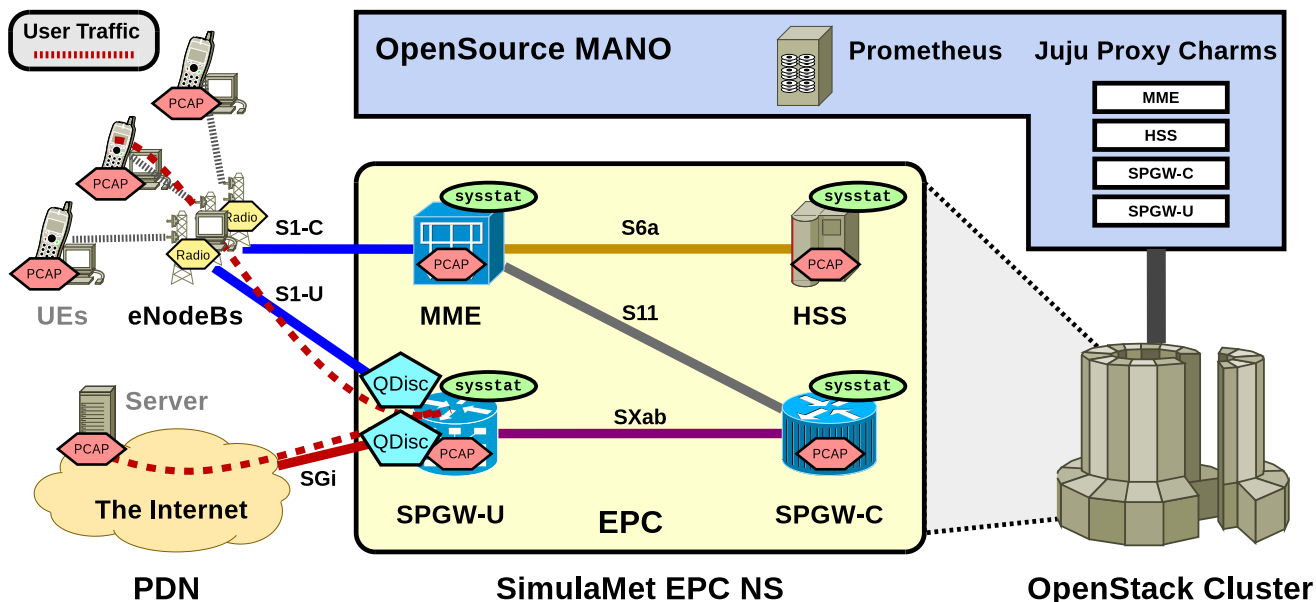 User Traffic
OpenSource MANO
Prometheus
Juju Proxy Charms
MME
HSS
SPGW-C
SPGW-U
PCAP
PCAP
PCAP
Radio
Radio
UEs
eNodeBs
S1-C
S1-U
sysstat
PCAP
MME
S6a
sysstat
PCAP
HSS
S11
QDisc
sysstat
QDisc
PCAP
SPGW-U
SXab
sysstat
PCAP
SPGW-C
EPC
Server
PCAP
The Internet
SGi
PDN
SimulaMet EPC NS
OpenStack Cluster